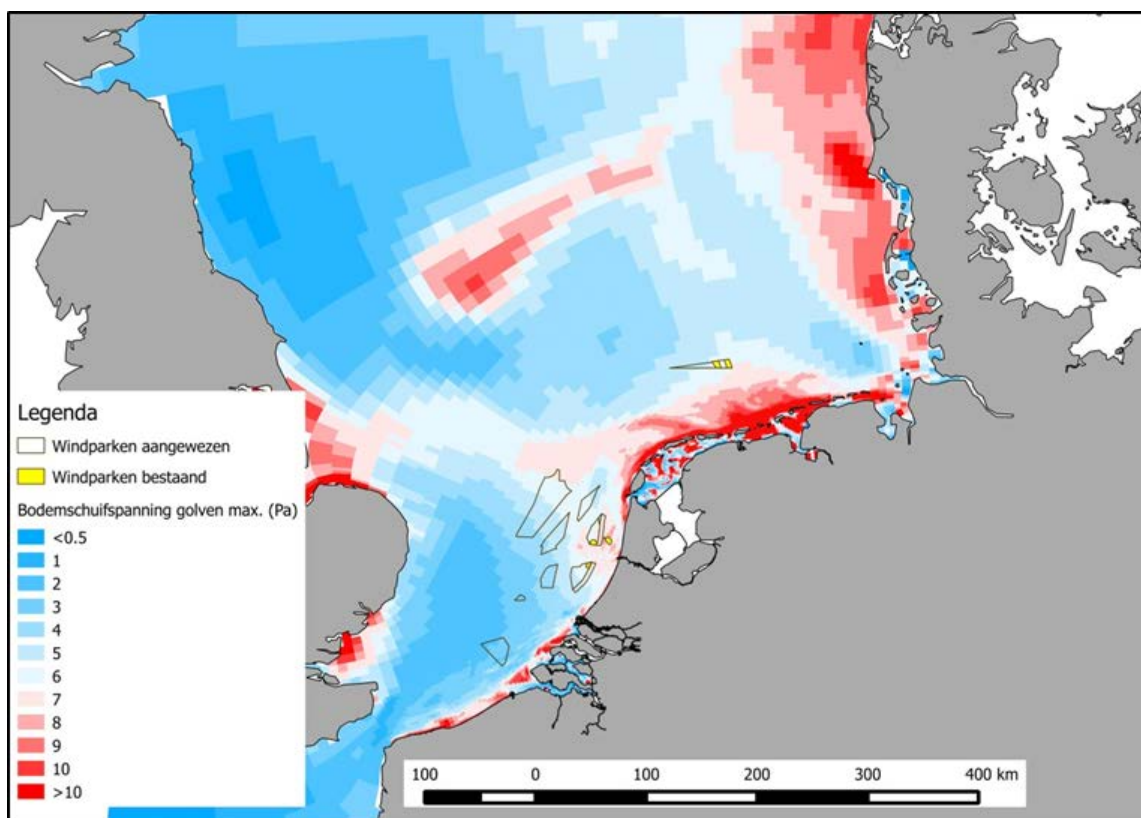 Legenda
Windparken aangewezen
Windparken bestaand
Bodemschuifspanning golven max. (Pa)
<0.5
1
2
3
4
5
6
7
8
9
10
>10
100 0 100 200 300 400 km